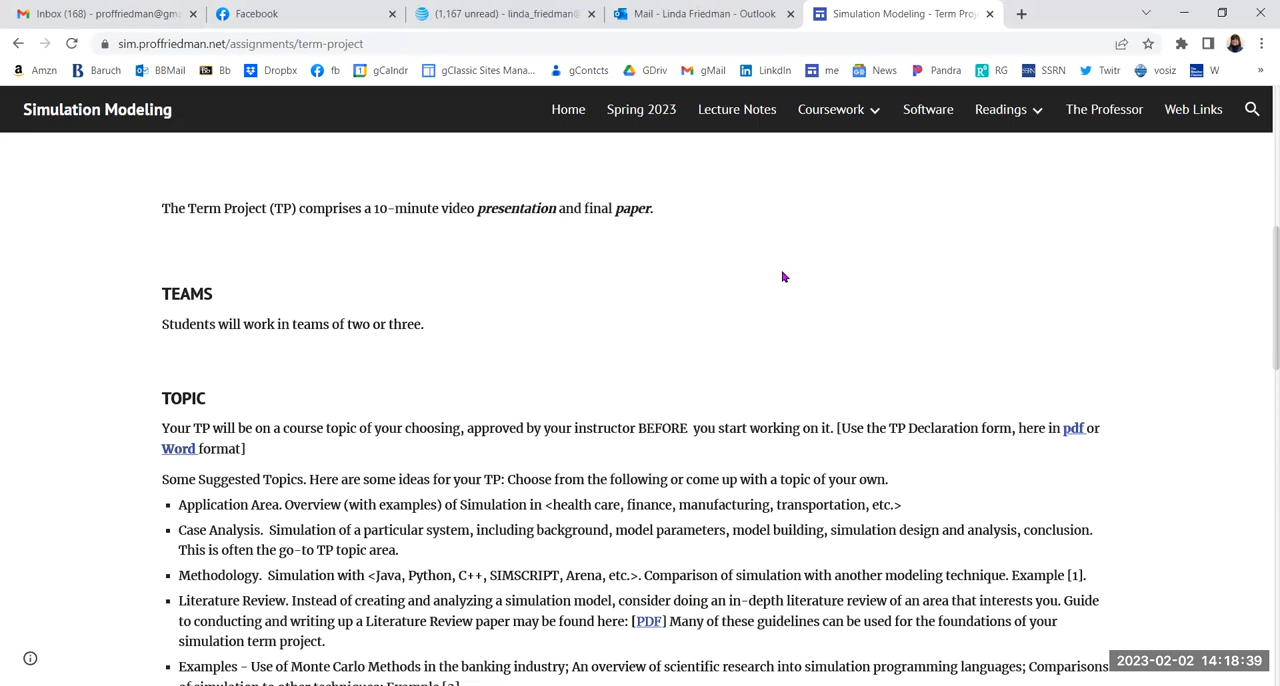 Inbox (168) - proffriedman@gm
Facebook
(1,167 unread) - linda_friedman@
Mail - Linda Friedman - Outlook
Simulation Modeling - Term Proj
sim.proffriedman.net/assignments/term-project
Amzn Baruch BBMail Bb Dropbx fb gCalndr gClassic Sites Mana... gContcts GDriv gMail LinkdIn me News Pandra RG SSRN Twitr vosiz W »
Simulation Modeling
Home Spring 2023 Lecture Notes Coursework Software Readings The Professor Web Links
The Term Project (TP) comprises a 10-minute video presentation and final paper.
TEAMS
Students will work in teams of two or three.
TOPIC
Your TP will be on a course topic of your choosing, approved by your instructor BEFORE you start working on it. [Use the TP Declaration form, here in pdf or
Word format]
Some Suggested Topics. Here are some ideas for your TP: Choose from the following or come up with a topic of your own.
▪ Application Area. Overview (with examples) of Simulation in <health care, finance, manufacturing, transportation, etc.>
▪ Case Analysis. Simulation of a particular system, including background, model parameters, model building, simulation design and analysis, conclusion.
This is often the go-to TP topic area.
▪ Methodology. Simulation with <Java, Python, C++, SIMSCRIPT, Arena, etc.>. Comparison of simulation with another modeling technique. Example [1].
▪ Literature Review. Instead of creating and analyzing a simulation model, consider doing an in-depth literature review of an area that interests you. Guide
to conducting and writing up a Literature Review paper may be found here: [PDF] Many of these guidelines can be used for the foundations of your
simulation term project.
▪ Examples - Use of Monte Carlo Methods in the banking industry; An overview of scientific research into simulation programming languages; Comparisons
of simulation to other techniques; Example [2]
2023-02-02 14:18:39